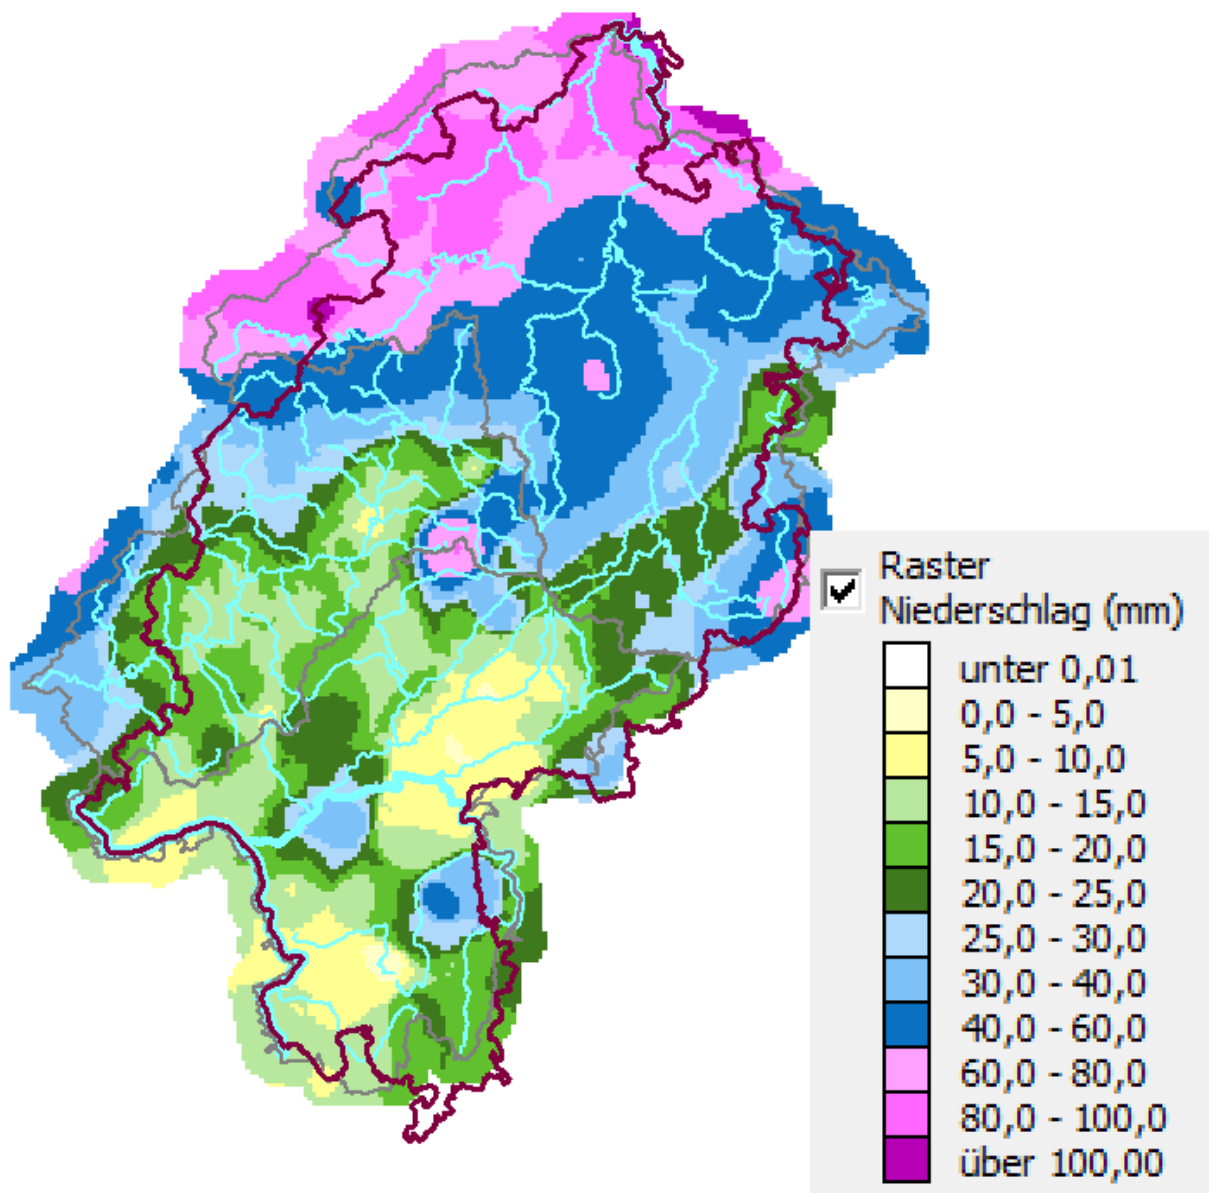 Raster
Niederschlag (mm)
unter 0,01
0,0 - 5,0
5,0 - 10,0
10,0 - 15,0
15,0 - 20,0
20,0 - 25,0
25,0 - 30,0
30,0 - 40,0
40,0 - 60,0
60,0 - 80,0
80,0 - 100,0
über 100,00